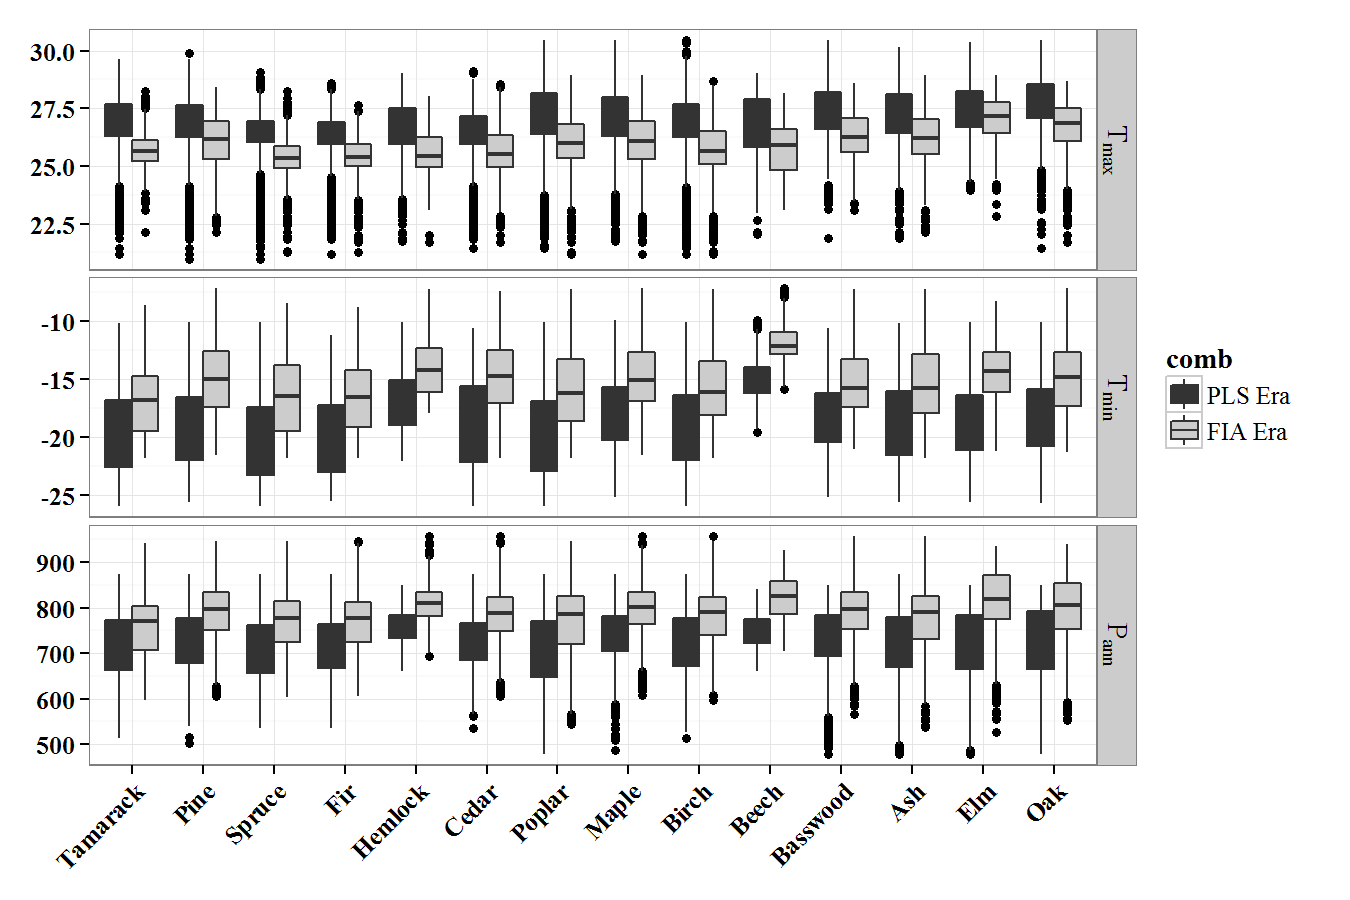 30.0
27.5
25.0
22.5
Tmax
-10
-15
-20
-25
Tmin
900
800
700
600
500
Pann
Tamarack
Pine
Spruce
Fir
Hemlock
Cedar
Poplar
Maple
Birch
Beech
Basswood
Ash
Elm
Oak
comb
PLS Era
FIA Era